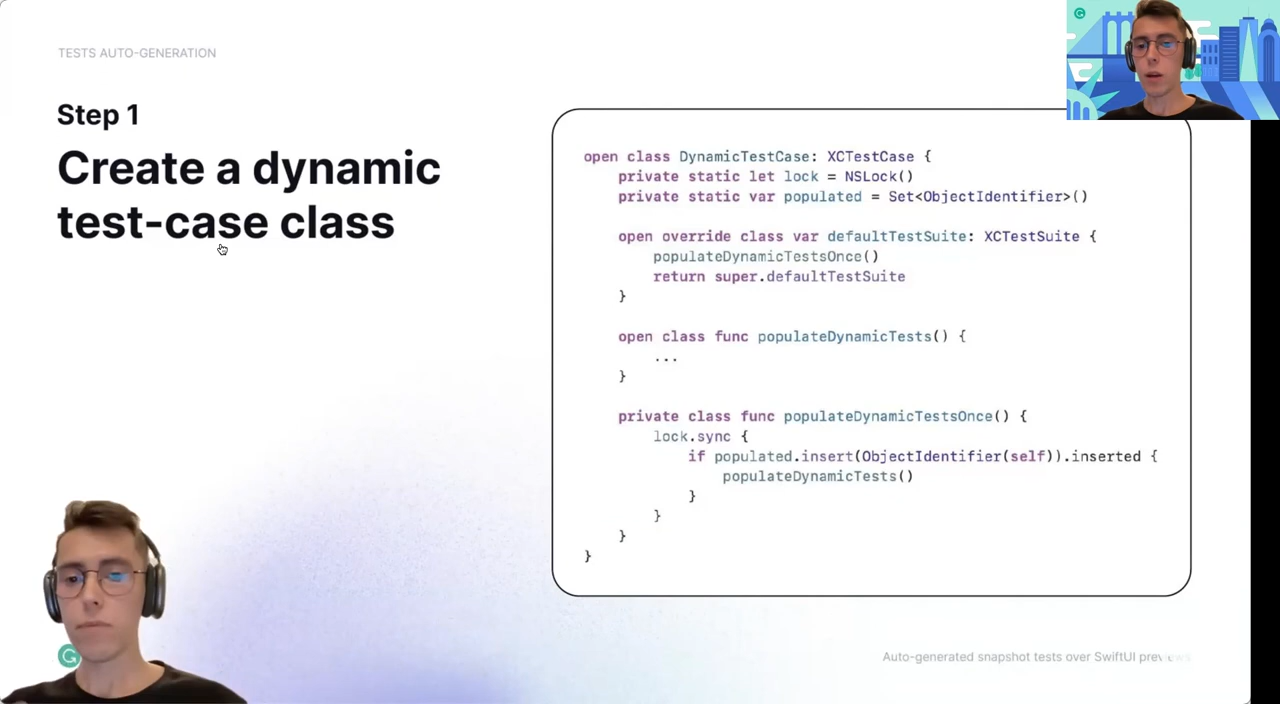 TESTS AUTO-GENERATION
Step 1
Create a dynamic
test-case class
open class DynamicTestCase: XCTestCase {
    private static let lock = NSLock()
    private static var populated = Set<ObjectIdentifier>()
    open override class var defaultTestSuite: XCTestSuite {
        populateDynamicTestsOnce()
        return super.defaultTestSuite
    }
    open class func populateDynamicTests() {
        ...
    }
    private class func populateDynamicTestsOnce() {
        lock.sync {
            if populated.insert(ObjectIdentifier(self)).inserted {
                populateDynamicTests()
            }
        }
    }
}
Auto-generated snapshot tests over SwiftUI previews